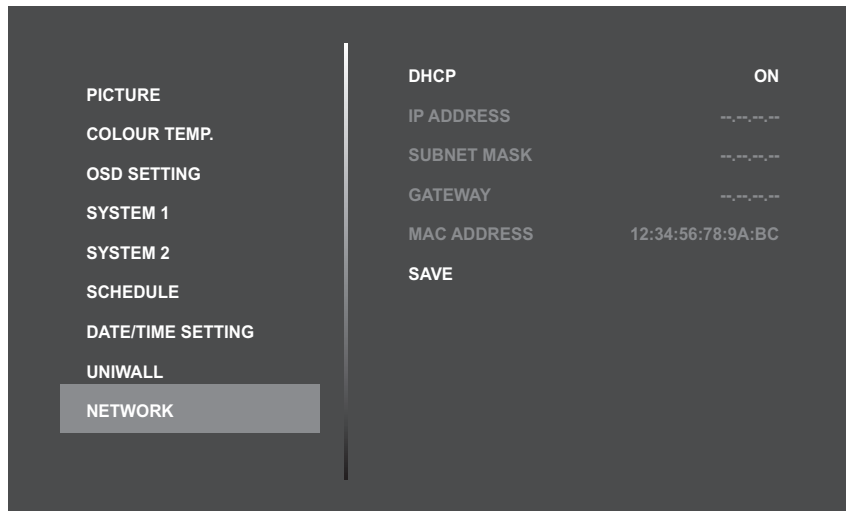 PICTURE
COLOUR TEMP.
OSD SETTING
SYSTEM 1
SYSTEM 2
SCHEDULE
DATE/TIME SETTING
UNIWALL
NETWORK
DHCP ON
IP ADDRESS --.--.--.--
SUBNET MASK --.--.--.--
GATEWAY --.--.--.--
MAC ADDRESS 12:34:56:78:9A:BC
SAVE